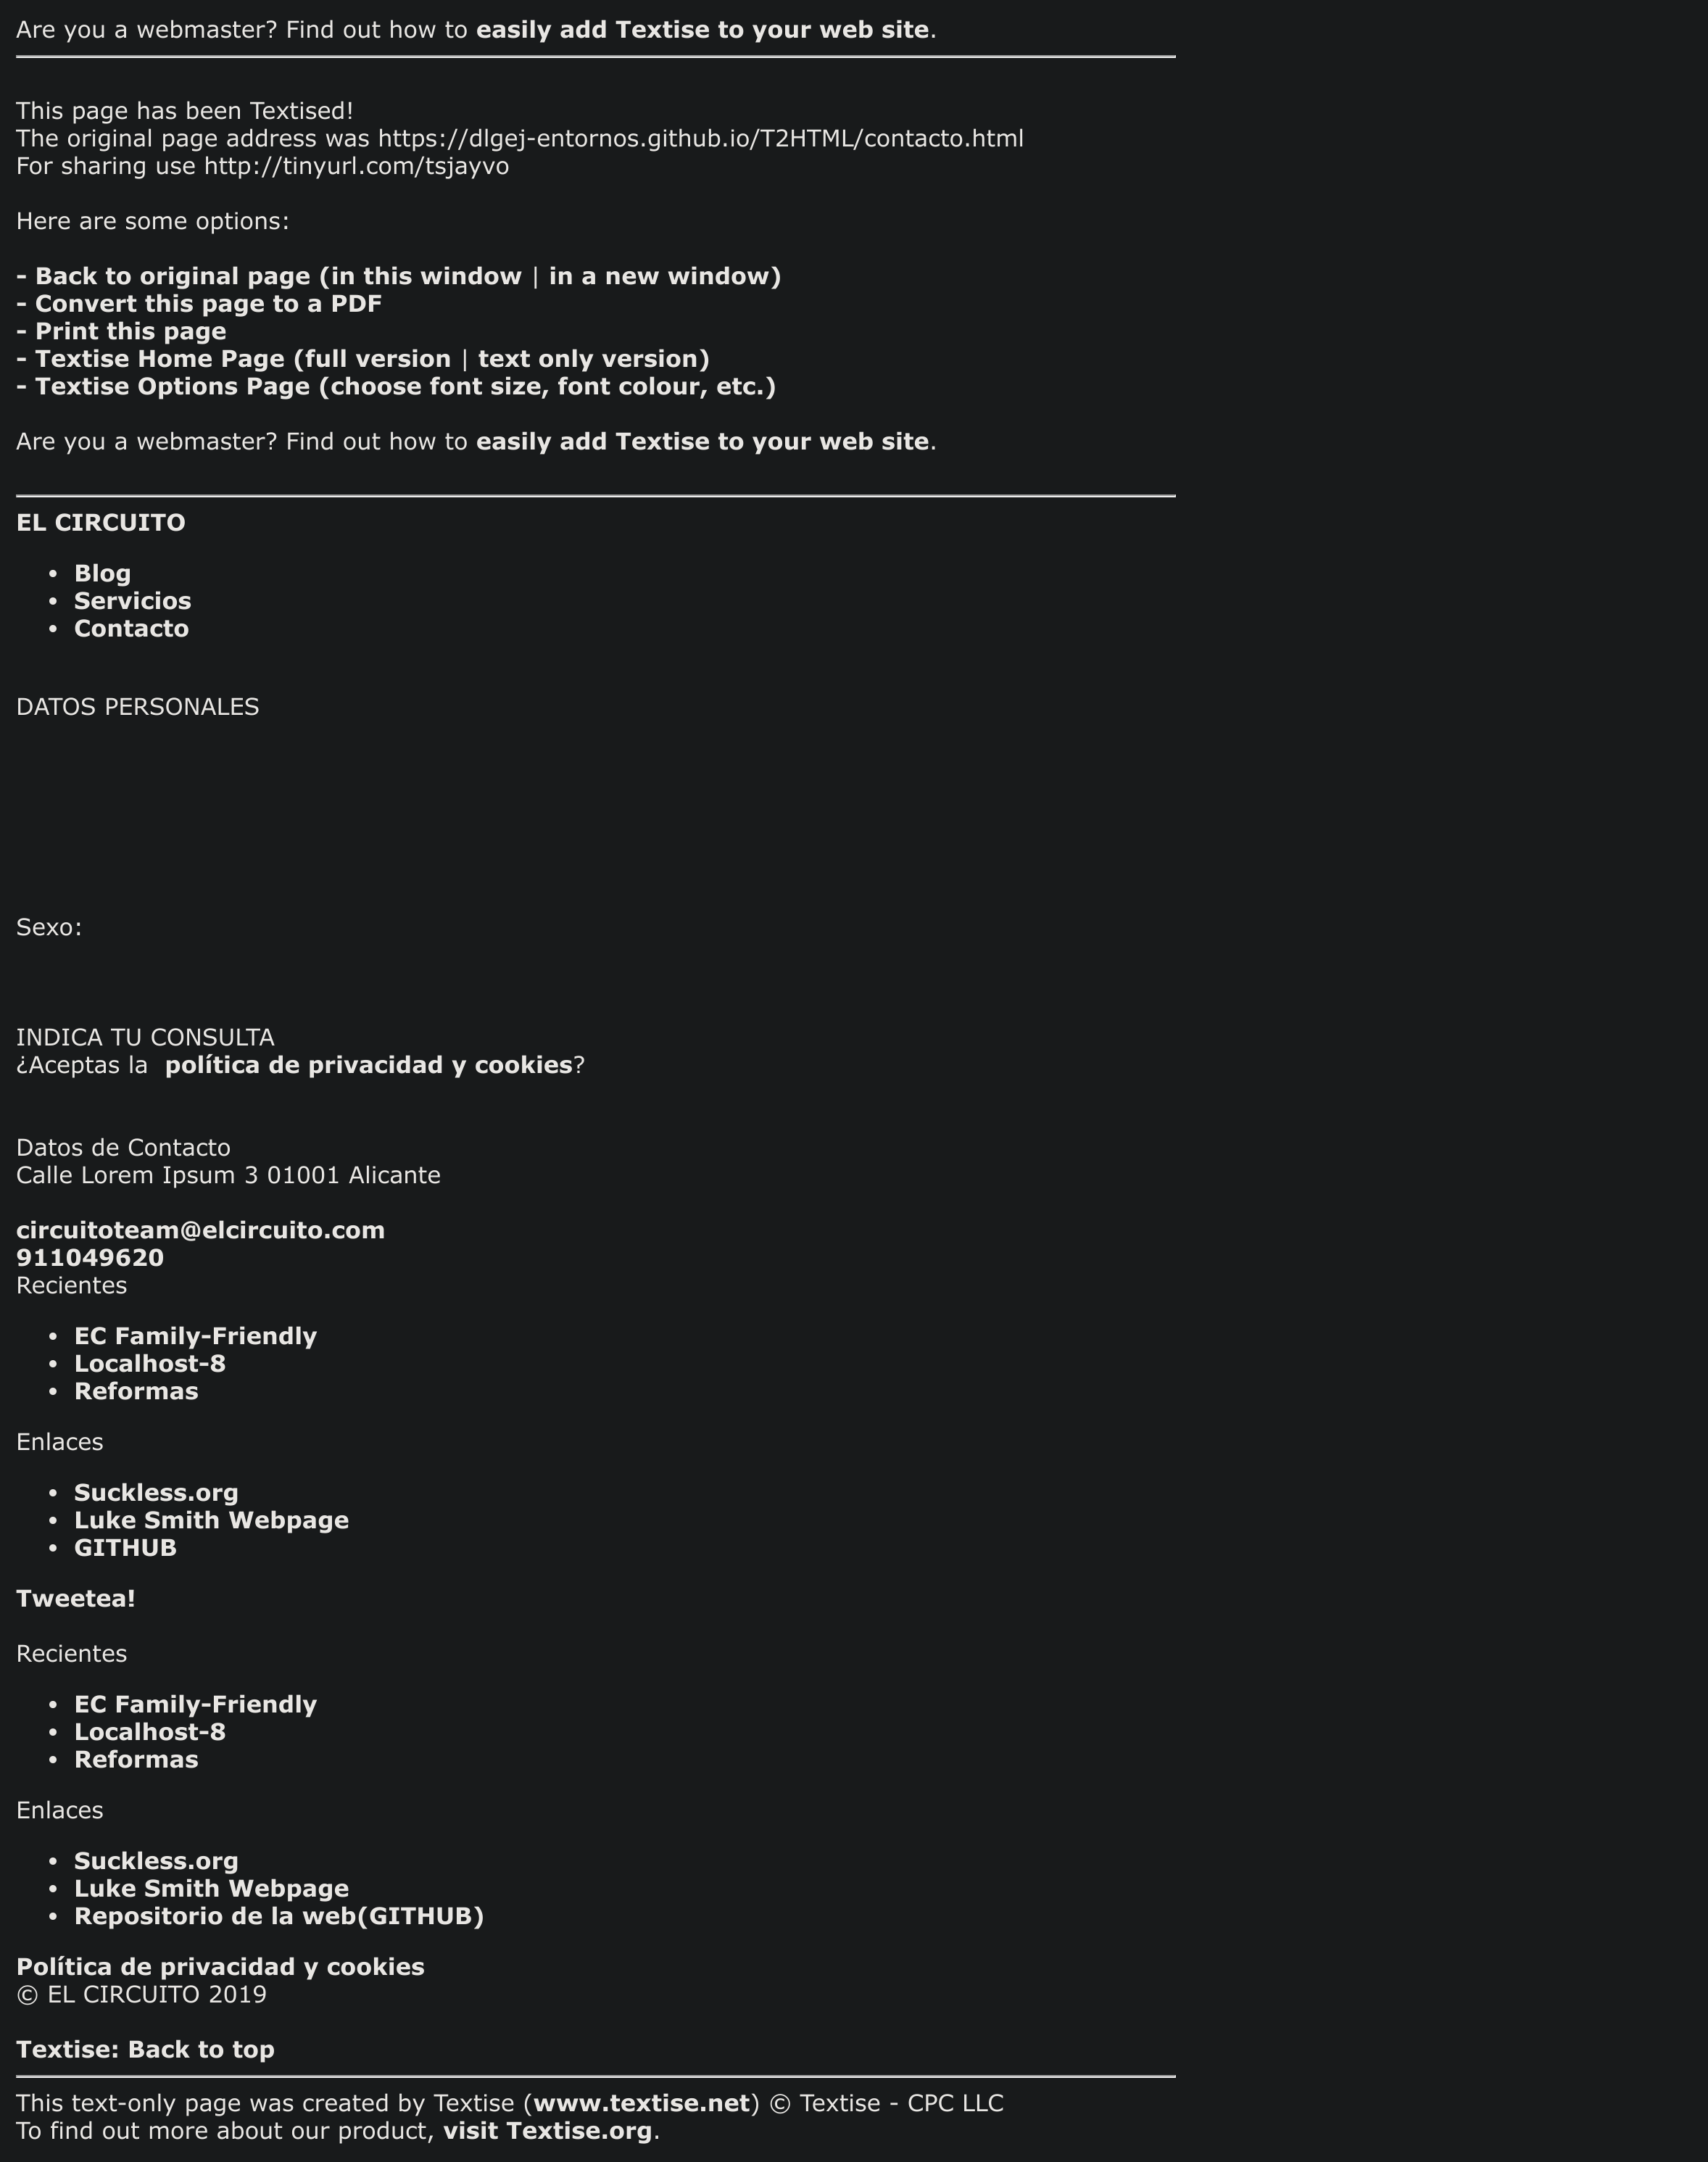 Are you a webmaster? Find out how to easily add Textise to your web site.
This page has been Textised!
The original page address was https://dlgej-entornos.github.io/T2HTML/contacto.html
For sharing use http://tinyurl.com/tsjayvo
Here are some options:
- Back to original page (in this window | in a new window)
- Convert this page to a PDF
- Print this page
- Textise Home Page (full version | text only version)
- Textise Options Page (choose font size, font colour, etc.)
Are you a webmaster? Find out how to easily add Textise to your web site.
EL CIRCUITO
• Blog
• Servicios
• Contacto
DATOS PERSONALES
Sexo:
INDICA TU CONSULTA
¿Aceptas la  política de privacidad y cookies?
Datos de Contacto
Calle Lorem Ipsum 3 01001 Alicante
circuitoteam@elcircuito.com
911049620
Recientes
• EC Family-Friendly
• Localhost-8
• Reformas
Enlaces
• Suckless.org
• Luke Smith Webpage
• GITHUB
Tweetea!
Recientes
• EC Family-Friendly
• Localhost-8
• Reformas
Enlaces
• Suckless.org
• Luke Smith Webpage
• Repositorio de la web(GITHUB)
Política de privacidad y cookies
© EL CIRCUITO 2019
Textise: Back to top
This text-only page was created by Textise (www.textise.net) © Textise - CPC LLC
To find out more about our product, visit Textise.org.